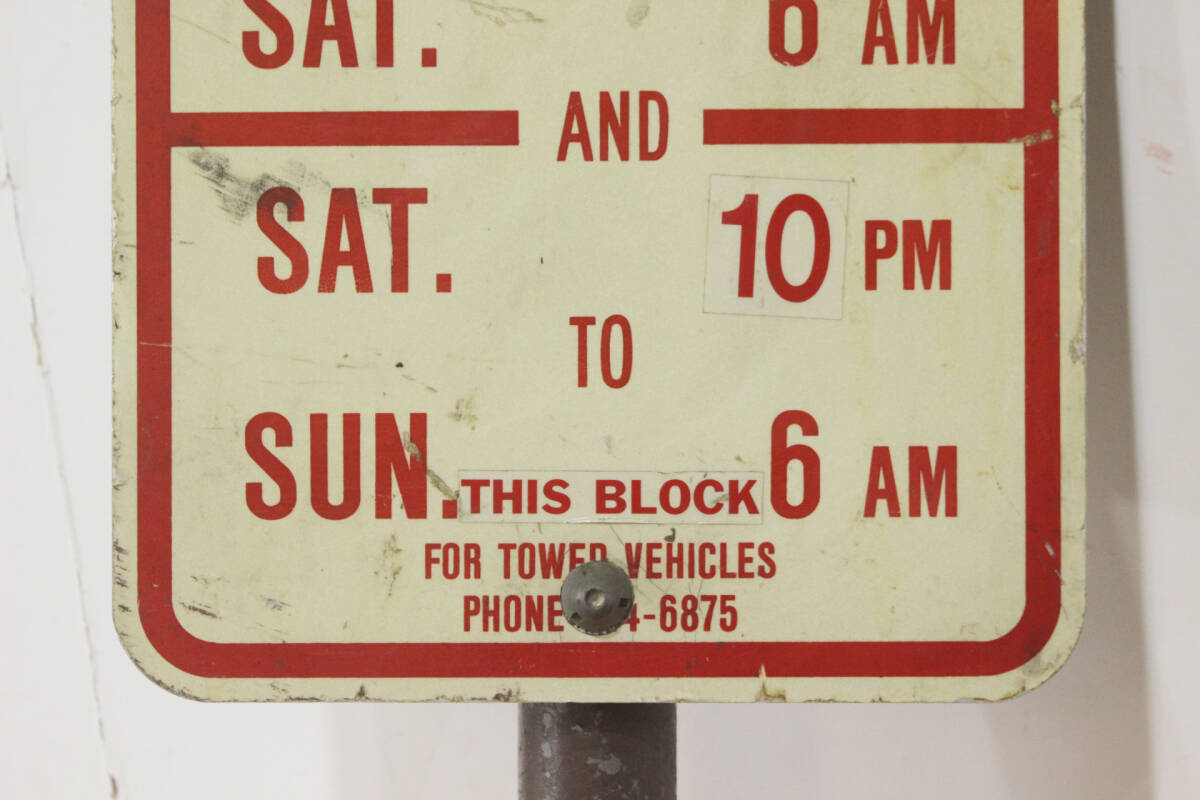 SAT. 6 AM
AND
SAT. 10 PM
TO
SUN. 6 AM
THIS BLOCK
FOR TOWED VEHICLES
PHONE 4-6875